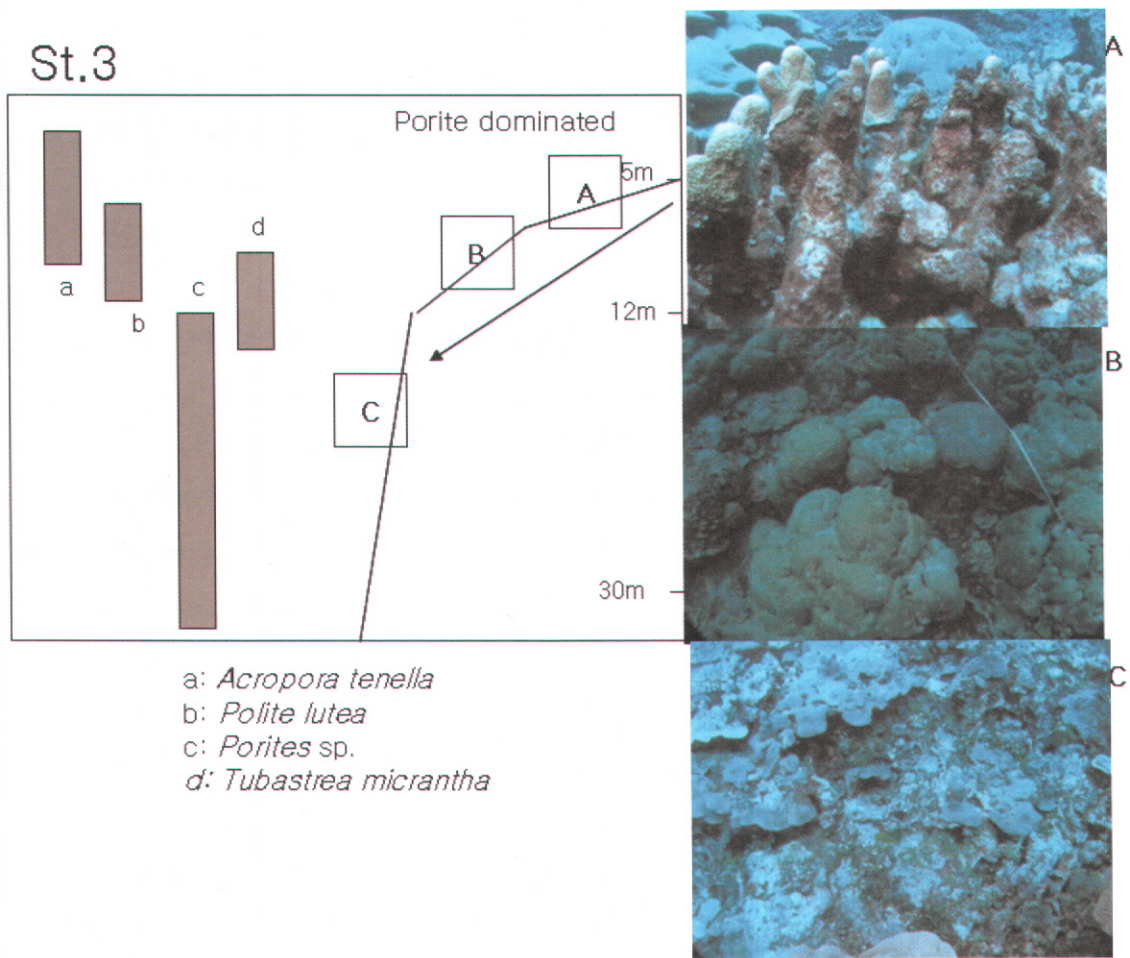 St.3
Porite dominated
A
5m
A
B
a
b
c
d
12m
B
C
30m
C
a: Acropora tenella
b: Polite lutea
c: Porites sp.
d: Tubastrea micrantha